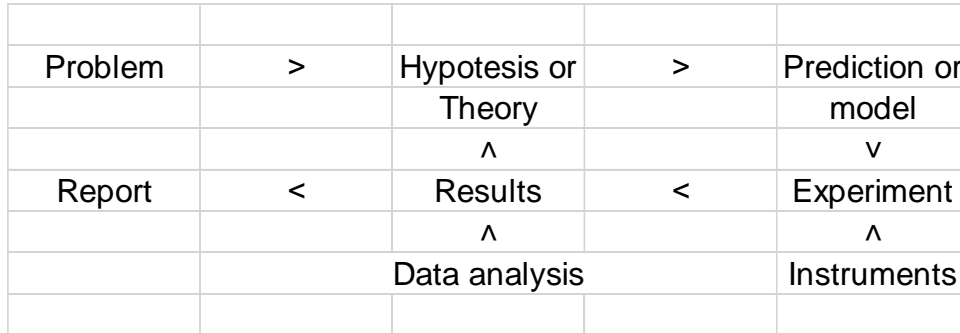 Problem > Hypotesis or > Prediction or
Theory model
^ v
Report < Results < Experiment
^ ^
Data analysis Instruments